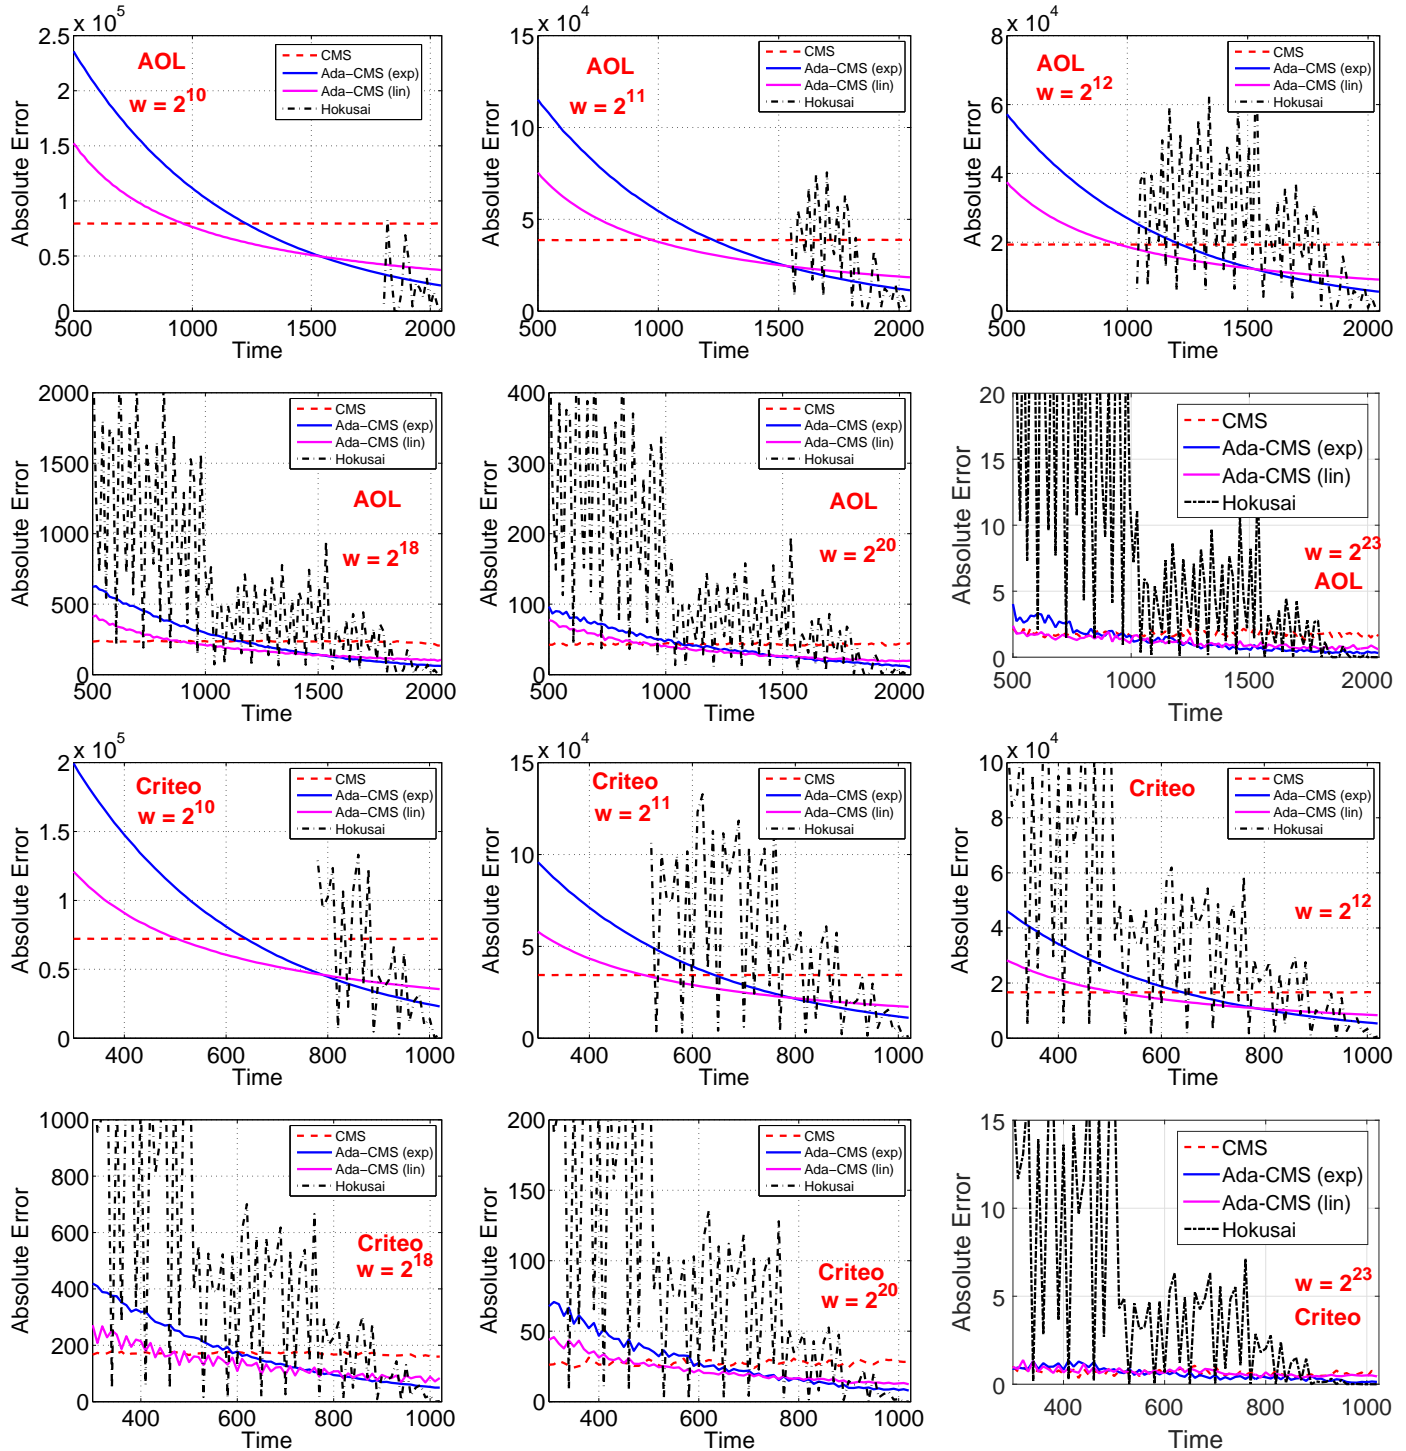 x 10^5
2.5
2
1.5
1
0.5
0
500 1000 1500 2000
Time
Absolute Error
AOL
w = 2^10
CMS
Ada−CMS (exp)
Ada−CMS (lin)
Hokusai
x 10^4
15
10
5
0
500 1000 1500 2000
Time
Absolute Error
AOL
w = 2^11
CMS
Ada−CMS (exp)
Ada−CMS (lin)
Hokusai
x 10^4
8
6
4
2
0
500 1000 1500 2000
Time
Absolute Error
AOL
w = 2^12
CMS
Ada−CMS (exp)
Ada−CMS (lin)
Hokusai
2000
1500
1000
500
0
500 1000 1500 2000
Time
Absolute Error
CMS
Ada−CMS (exp)
Ada−CMS (lin)
Hokusai
AOL
w = 2^18
400
300
200
100
0
500 1000 1500 2000
Time
Absolute Error
CMS
Ada−CMS (exp)
Ada−CMS (lin)
Hokusai
AOL
w = 2^20
20
15
10
5
0
500 1000 1500 2000
Time
Absolute Error
CMS
Ada-CMS (exp)
Ada-CMS (lin)
Hokusai
w = 2^23
AOL
x 10^5
2
1.5
1
0.5
0
400 600 800 1000
Time
Absolute Error
Criteo
w = 2^10
CMS
Ada−CMS (exp)
Ada−CMS (lin)
Hokusai
x 10^4
15
10
5
0
400 600 800 1000
Time
Absolute Error
Criteo
w = 2^11
CMS
Ada−CMS (exp)
Ada−CMS (lin)
Hokusai
x 10^4
10
8
6
4
2
0
400 600 800 1000
Time
Absolute Error
Criteo
CMS
Ada−CMS (exp)
Ada−CMS (lin)
Hokusai
w = 2^12
1000
800
600
400
200
0
400 600 800 1000
Time
Absolute Error
CMS
Ada−CMS (exp)
Ada−CMS (lin)
Hokusai
Criteo
w = 2^18
200
150
100
50
0
400 600 800 1000
Time
Absolute Error
CMS
Ada−CMS (exp)
Ada−CMS (lin)
Hokusai
Criteo
w = 2^20
15
10
5
0
400 600 800 1000
Time
Absolute Error
CMS
Ada-CMS (exp)
Ada-CMS (lin)
Hokusai
w = 2^23
Criteo